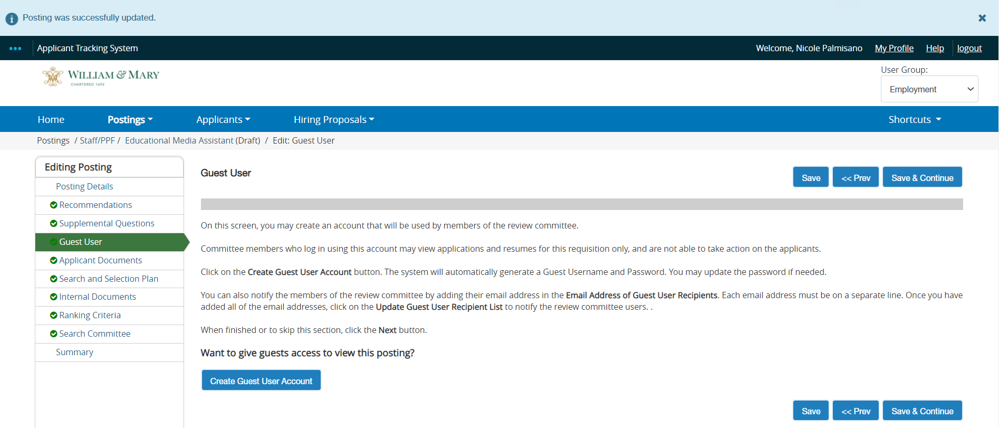 Posting was successfully updated.
Applicant Tracking System
Welcome, Nicole Palmisano My Profile Help logout
WILLIAM & MARY
CHARTERED 1693
User Group:
Employment
Home Postings Applicants Hiring Proposals Shortcuts
Postings / Staff/PPF / Educational Media Assistant (Draft) / Edit: Guest User
Editing Posting
Posting Details
Recommendations
Supplemental Questions
Guest User
Applicant Documents
Search and Selection Plan
Internal Documents
Ranking Criteria
Search Committee
Summary
Guest User
Save << Prev Save & Continue
On this screen, you may create an account that will be used by members of the review committee.
Committee members who log in using this account may view applications and resumes for this requisition only, and are not able to take action on the applicants.
Click on the Create Guest User Account button. The system will automatically generate a Guest Username and Password. You may update the password if needed.
You can also notify the members of the review committee by adding their email address in the Email Address of Guest User Recipients. Each email address must be on a separate line. Once you have
added all of the email addresses, click on the Update Guest User Recipient List to notify the review committee users. .
When finished or to skip this section, click the Next button.
Want to give guests access to view this posting?
Create Guest User Account
Save << Prev Save & Continue